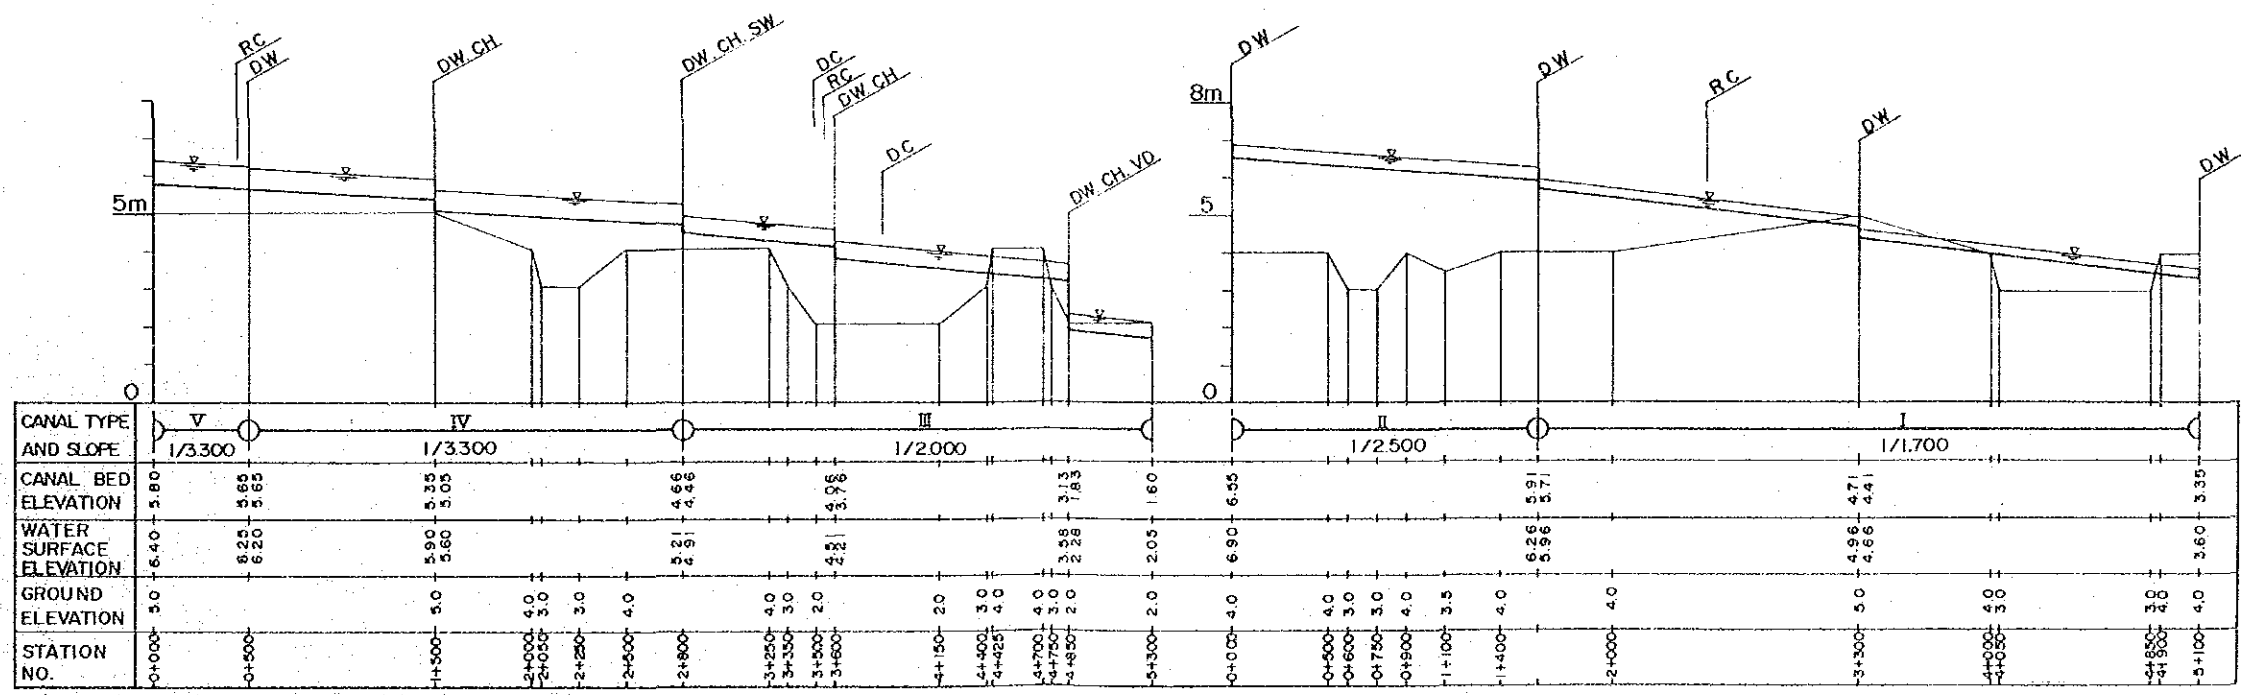 RC
DW
DW. CH.
DW. CH. SW
DC
RC
DW. CH
DC
DW. CH. VD
DW
DW
RC
DW
DW
5m
0
8m
5
0
CANAL TYPE AND SLOPE
V IV III II I
1/3.300 1/3.300 1/2.000 1/2.500 1/1.700
CANAL BED ELEVATION
5.80 5.65 5.65 5.35 5.05 4.66 4.46 4.06 3.76 3.13 1.83 1.60 6.55 5.91 5.71 4.71 4.41 3.35
WATER SURFACE ELEVATION
6.40 6.25 6.20 5.90 5.60 5.21 4.91 4.51 4.21 3.58 2.28 2.05 6.90 6.26 5.96 4.96 4.66 3.60
GROUND ELEVATION
5.0 5.0 4.0 3.0 3.0 4.0 4.0 3.0 2.0 2.0 3.0 4.0 4.0 3.0 2.0 2.0 4.0 4.0 3.0 3.0 4.0 3.5 4.0 4.0 5.0 4.0 3.0 3.0 4.0 4.0
STATION NO.
0+000 0+500 1+500 2+000 2+050 2+250 2+500 2+800 3+250 3+350 3+500 3+600 4+150 4+400 4+425 4+700 4+750 4+850 5+300 0+000 0+500 0+600 0+750 0+900 1+100 1+400 2+000 3+300 4+000 4+050 4+850 4+900 5+100